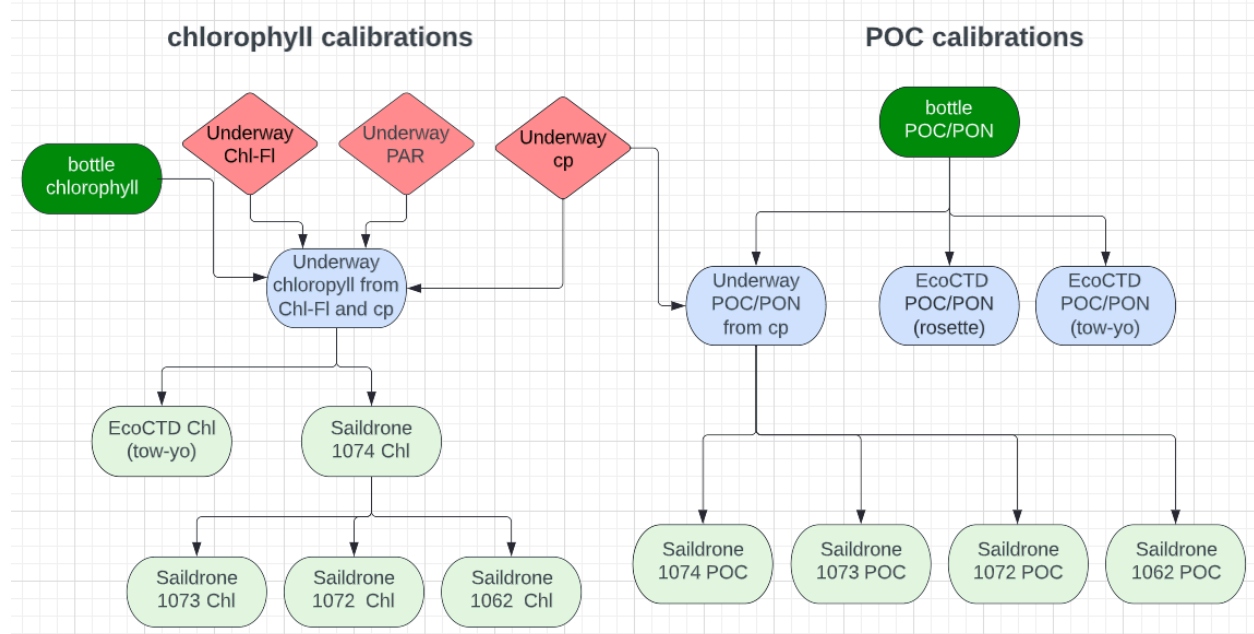 chlorophyll calibrations
POC calibrations
bottle
chlorophyll
Underway
Chl-Fl
Underway
PAR
Underway
cp
bottle
POC/PON
Underway
chloropyll from
Chl-Fl and cp
Underway
POC/PON
from cp
EcoCTD
POC/PON
(rosette)
EcoCTD
POC/PON
(tow-yo)
EcoCTD Chl
(tow-yo)
Saildrone
1074 Chl
Saildrone
1073 Chl
Saildrone
1072 Chl
Saildrone
1062 Chl
Saildrone
1074 POC
Saildrone
1073 POC
Saildrone
1072 POC
Saildrone
1062 POC